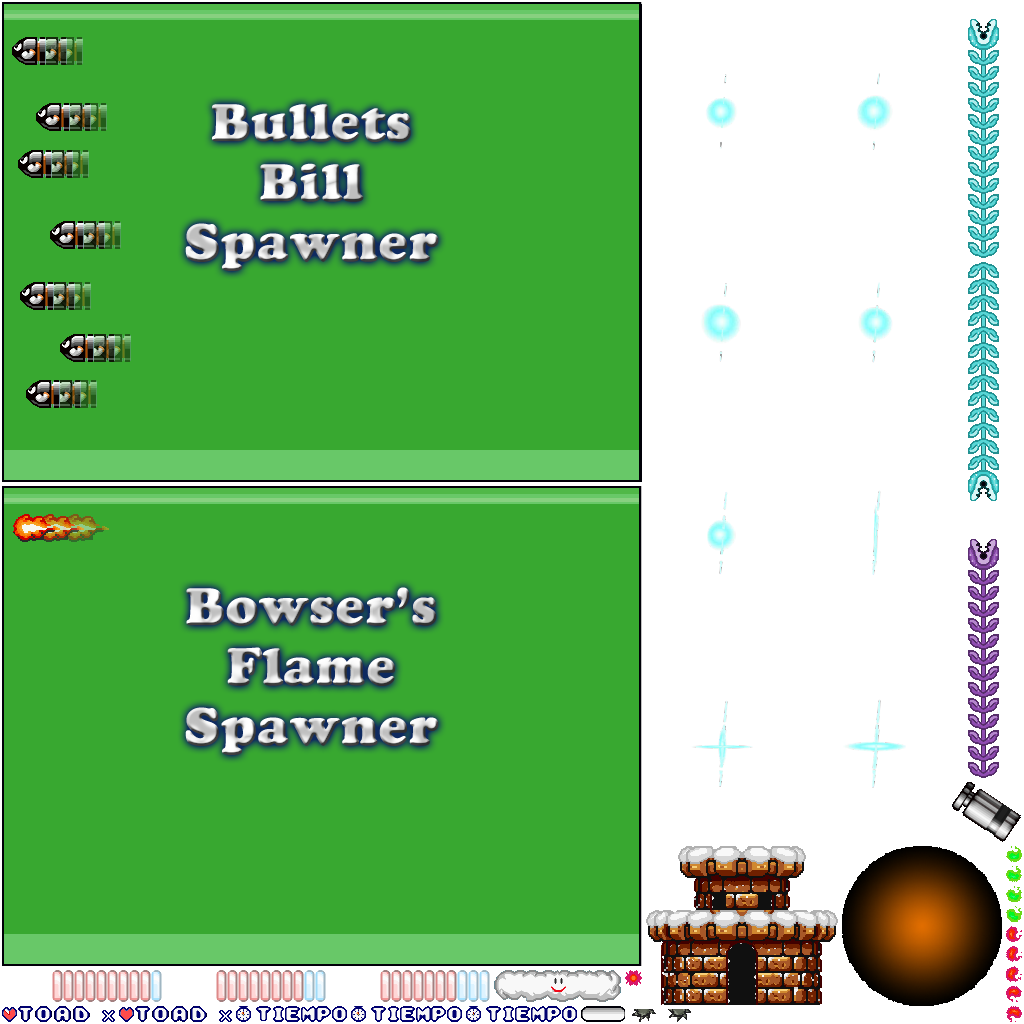 Bullets
Bill
Spawner
Bowser's
Flame
Spawner
TOAD x TOAD x TIEMPO TIEMPO TIEMPO